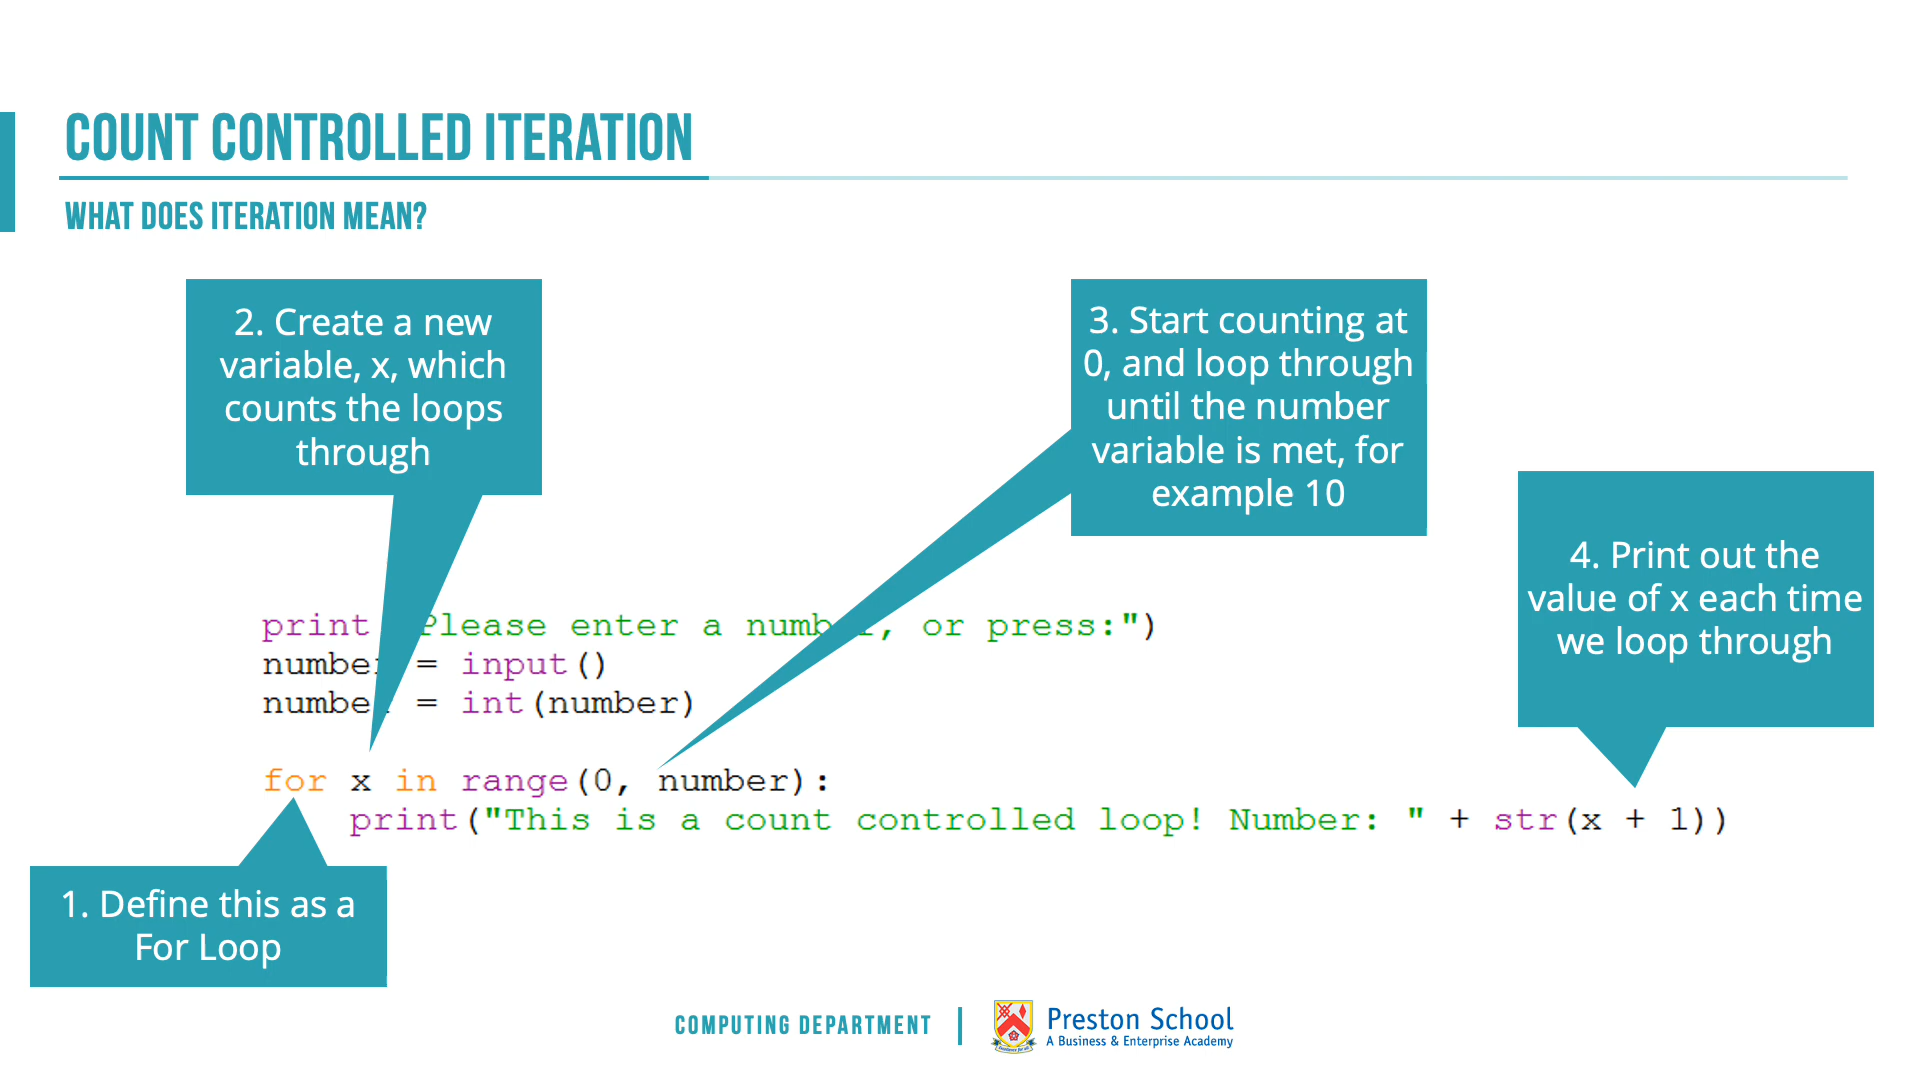 COUNT CONTROLLED ITERATION
WHAT DOES ITERATION MEAN?
2. Create a new
variable, x, which
counts the loops
through
3. Start counting at
0, and loop through
until the number
variable is met, for
example 10
4. Print out the
value of x each time
we loop through
print Please enter a number, or press:")
number = input()
number = int(number)
for x in range(0, number):
print("This is a count controlled loop! Number: " + str(x + 1))
1. Define this as a
For Loop
COMPUTING DEPARTMENT
Preston School
A Business & Enterprise Academy